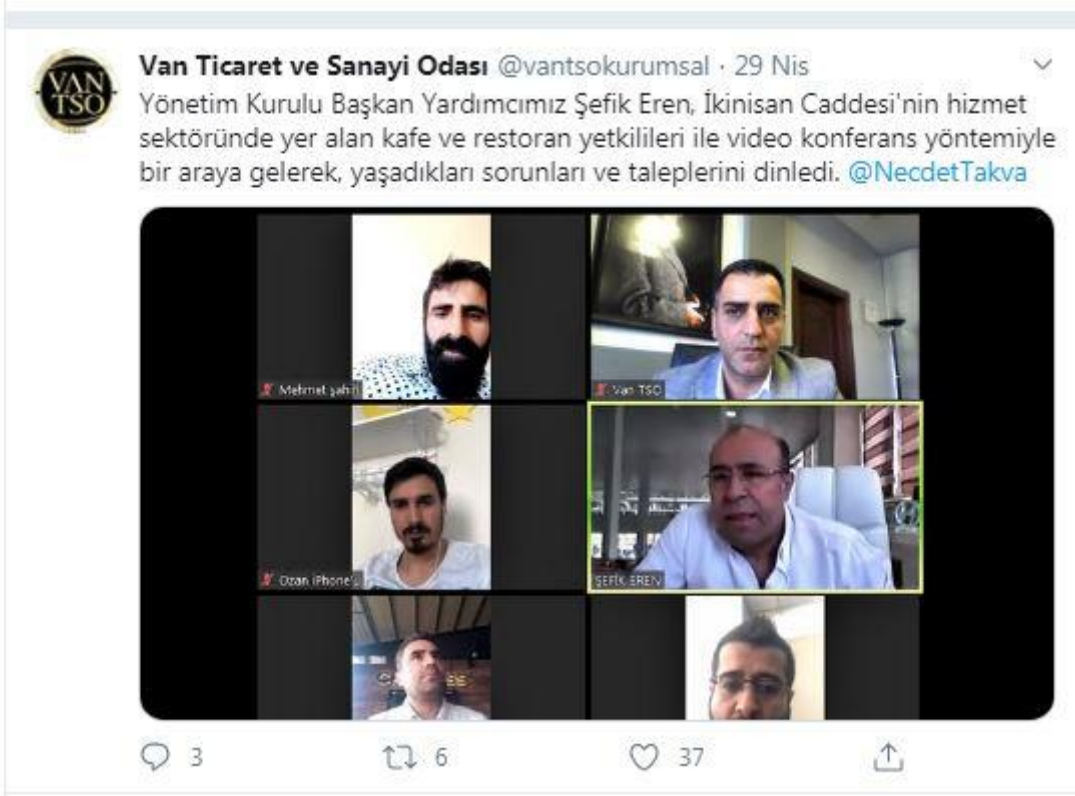 VAN
TSO
Van Ticaret ve Sanayi Odası @vantsokurumsal · 29 Nis
Yönetim Kurulu Başkan Yardımcımız Şefik Eren, İkinisan Caddesi'nin hizmet
sektöründe yer alan kafe ve restoran yetkilileri ile video konferans yöntemiyle
bir araya gelerek, yaşadıkları sorunları ve taleplerini dinledi. @NecdetTakva
Mehmet şahin
Van TSO
Ozan iPhone'u
ŞEFİK EREN
3
6
37